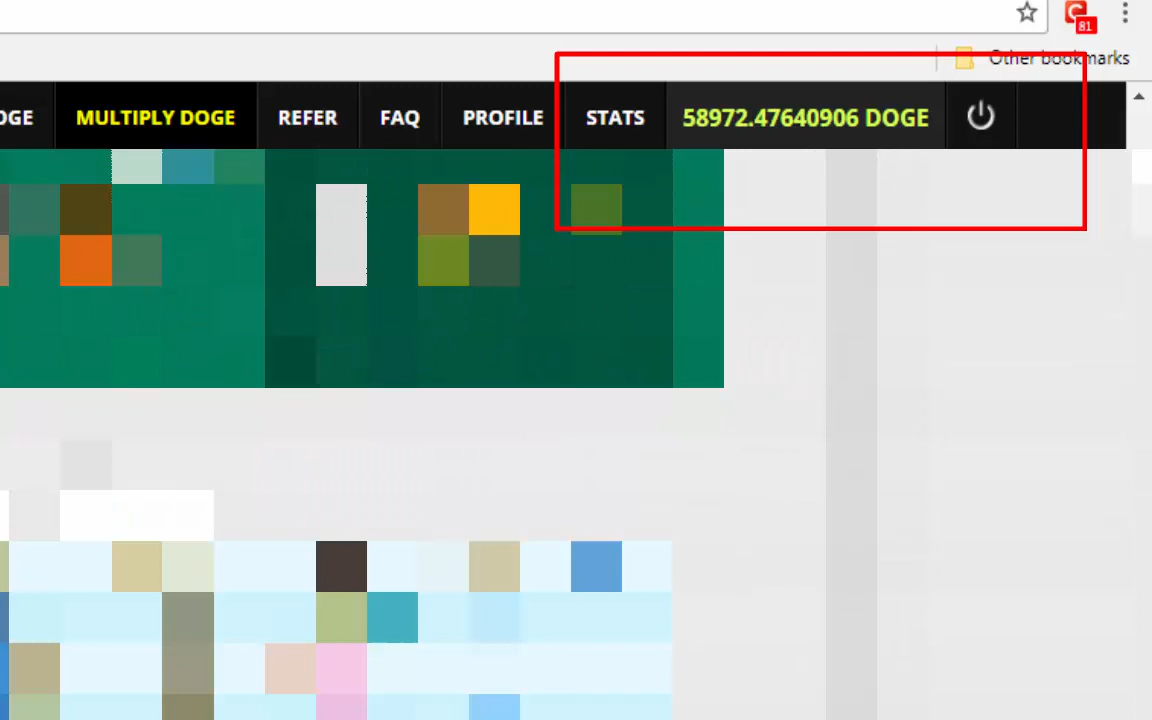 81
Other bookmarks
OGE MULTIPLY DOGE REFER FAQ PROFILE STATS 58972.47640906 DOGE